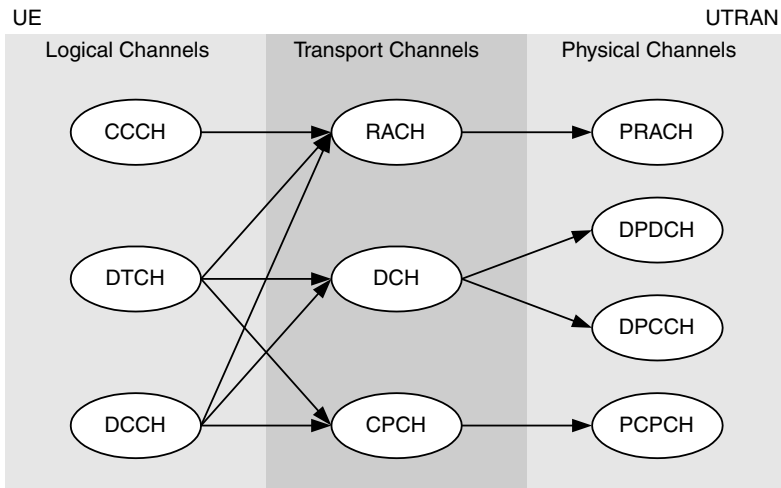 UE UTRAN
Logical Channels Transport Channels Physical Channels
CCCH RACH PRACH
DPDCH
DTCH DCH
DPCCH
DCCH CPCH PCPCH